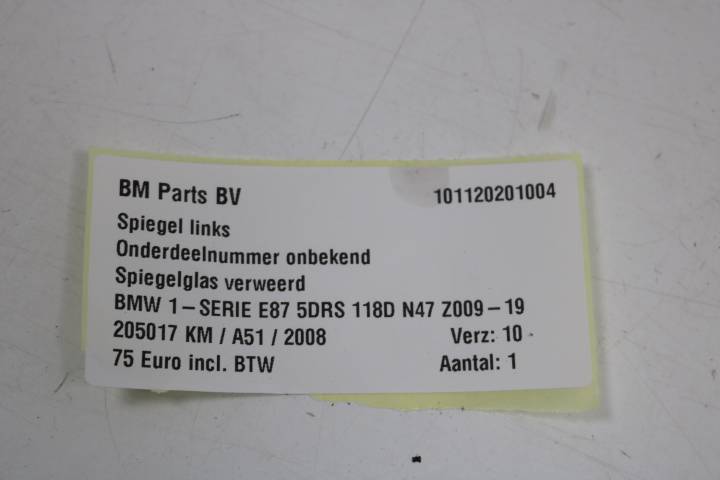 BM Parts BV 101120201004
Spiegel links
Onderdeelnummer onbekend
Spiegelglas verweerd
BMW 1-SERIE E87 5DRS 118D N47 Z009-19
205017 KM / A51 / 2008 Verz: 10
75 Euro incl. BTW Aantal: 1